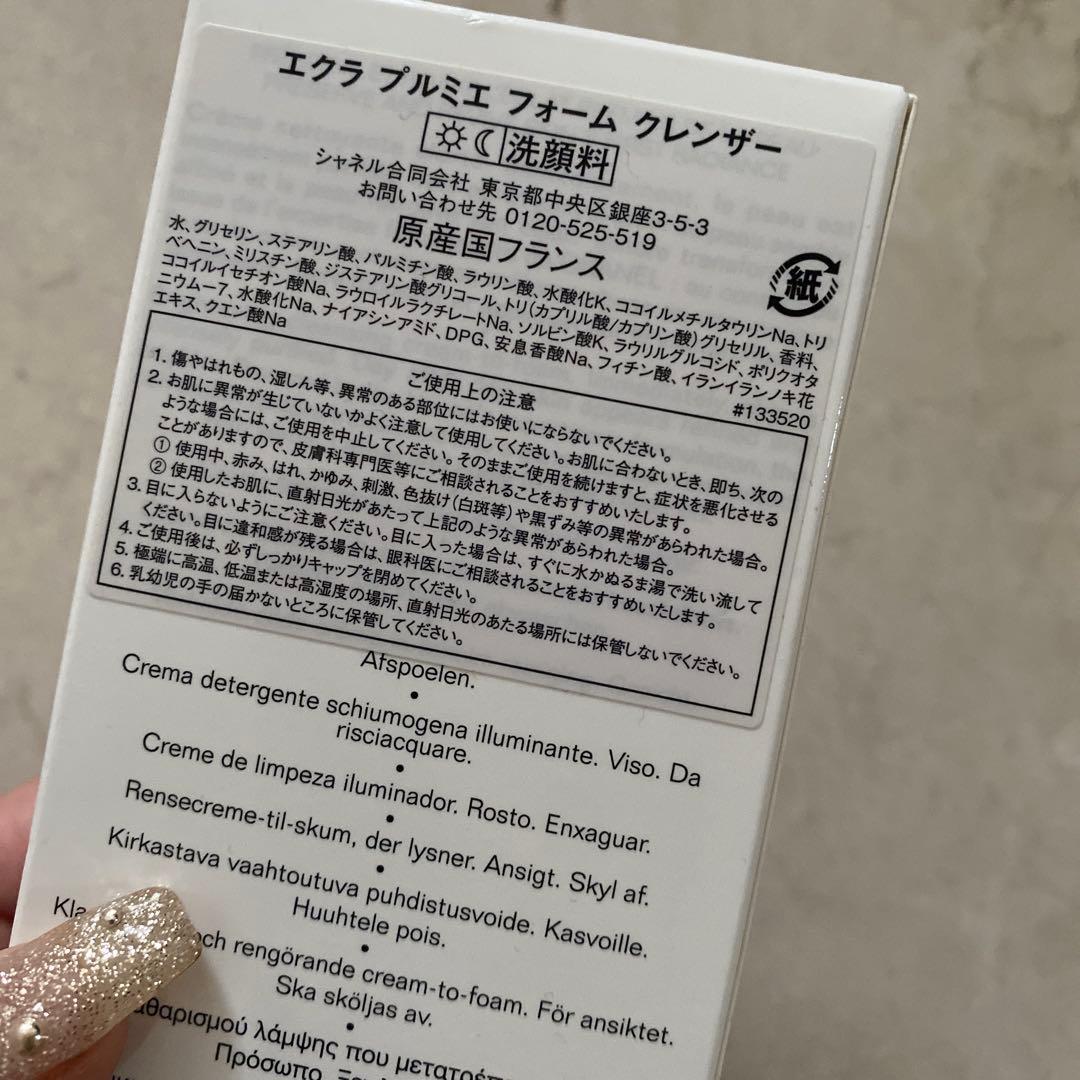 エクラ プルミエ フォーム クレンザー
洗顔料
シャネル合同会社 東京都中央区銀座3-5-3
お問い合わせ先 0120-525-519
原産国フランス
紙
水、グリセリン、ステアリン酸、パルミチン酸、ラウリン酸、水酸化K、ココイルメチルタウリンNa、トリ
ベヘニン、ミリスチン酸、ジステアリン酸グリコール、トリ(カプリル酸/カプリン酸)グリセリル、香料、
ココイルイセチオン酸Na、ラウロイルラクチレートNa、ソルビン酸K、ラウリルグルコシド、ポリクオタ
ニウムー7、水酸化Na、ナイアシンアミド、DPG、安息香酸Na、フィチン酸、イランイランノキ花
エキス、クエン酸Na
#133520
ご使用上の注意
1. 傷やはれもの、湿しん等、異常のある部位にはお使いにならないでください。
2. お肌に異常が生じていないかよく注意して使用してください。お肌に合わないとき、即ち、次の
ような場合には、ご使用を中止してください。そのままご使用を続けますと、症状を悪化させる
ことがありますので、皮膚科専門医等にご相談されることをおすすめいたします。
① 使用中、赤み、はれ、かゆみ、刺激、色抜け(白斑等)や黒ずみ等の異常があらわれた場合。
② 使用したお肌に、直射日光があたって上記のような異常があらわれた場合。
3. 目に入らないようにご注意ください。目に入った場合は、すぐに水かぬるま湯で洗い流して
ください。目に違和感が残る場合は、眼科医にご相談されることをおすすめいたします。
4. ご使用後は、必ずしっかりキャップを閉めてください。
5. 極端に高温、低温または高湿度の場所、直射日光のあたる場所には保管しないでください。
6. 乳幼児の手の届かないところに保管してください。
Afspoelen.
•
Crema detergente schiumogena illuminante. Viso. Da
risciacquare.
•
Creme de limpeza iluminador. Rosto. Enxaguar.
•
Rensecreme-til-skum, der lysner. Ansigt. Skyl af.
•
Kirkastava vaahtoutuva puhdistusvoide. Kasvoille.
Huuhtele pois.
•
och rengörande cream-to-foam. För ansiktet.
Ska sköljas av.
•
λάμψης που
Πρόσωπο.